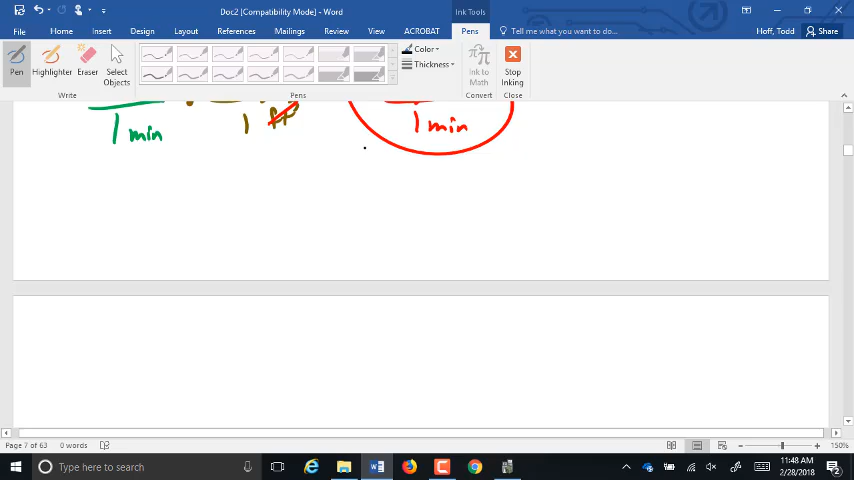 Doc2 [Compatibility Mode] - Word
Ink Tools
Hoff, Todd
File
Home
Insert
Design
Layout
References
Mailings
Review
View
ACROBAT
Pens
Tell me what you want to do...
Share
Pen
Highlighter
Eraser
Select
Objects
Color
Thickness
Ink to
Math
Stop
Inking
Write
Pens
Convert
Close
1 min
1 ft³
1 min
Page 7 of 63
0 words
150%
Type here to search
11:48 AM
2/28/2018
2